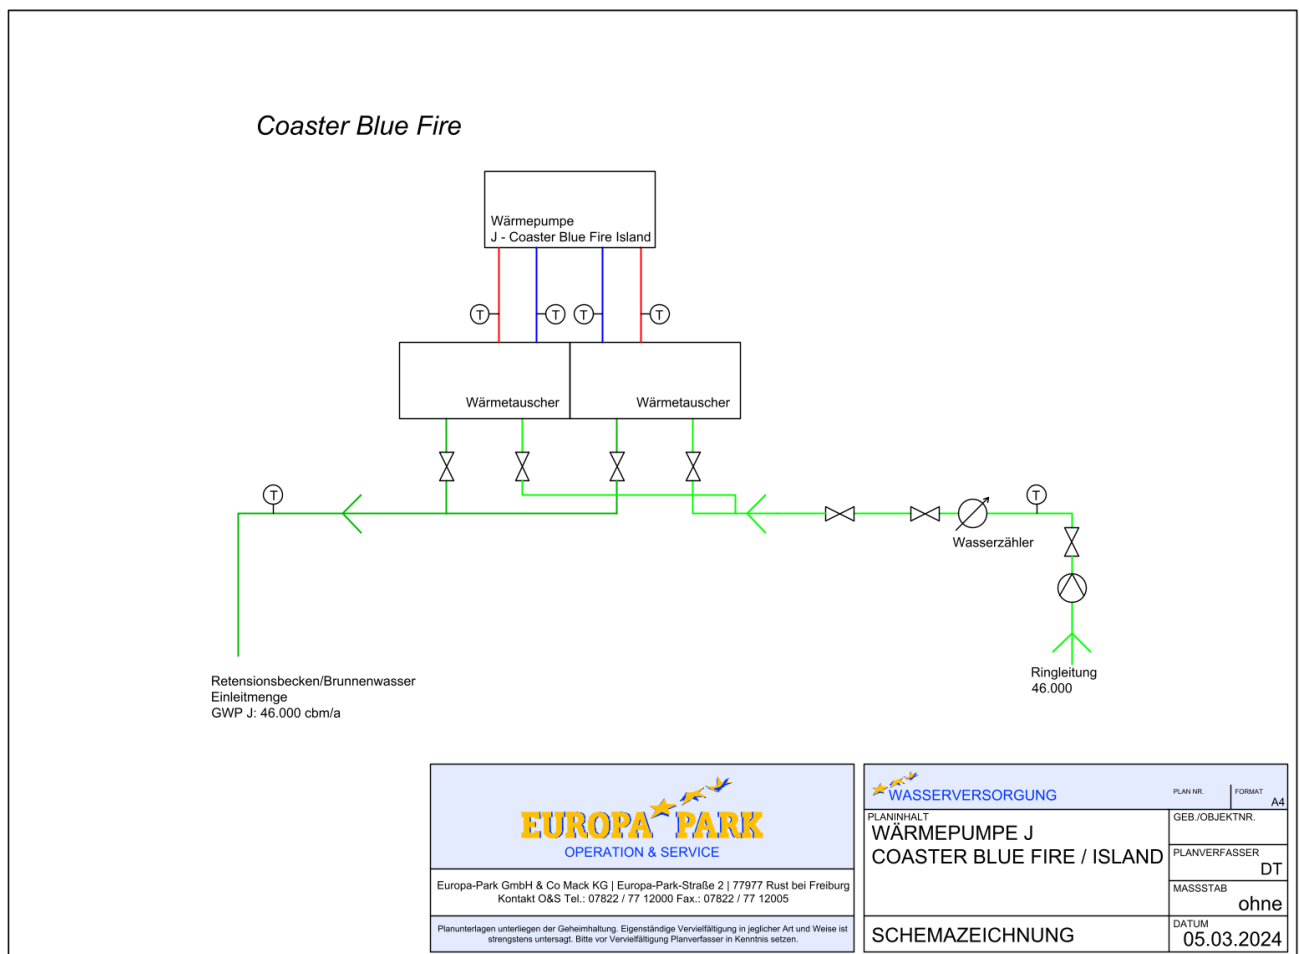 Coaster Blue Fire
Wärmepumpe
J - Coaster Blue Fire Island
T
T
T
T
Wärmetauscher
Wärmetauscher
T
T
Wasserzähler
Retensionsbecken/Brunnenwasser
Einleitmenge
GWP J: 46.000 cbm/a
Ringleitung
46.000
EUROPA PARK
OPERATION & SERVICE
Europa-Park GmbH & Co Mack KG | Europa-Park-Straße 2 | 77977 Rust bei Freiburg
Kontakt O&S Tel.: 07822 / 77 12000 Fax.: 07822 / 77 12005
Planunterlagen unterliegen der Geheimhaltung. Eigenständige Vervielfältigung in jeglicher Art und Weise ist
strengstens untersagt. Bitte vor Vervielfältigung Planverfasser in Kenntnis setzen.
WASSERVERSORGUNG
PLAN NR.
FORMAT
A4
PLANINHALT
WÄRMEPUMPE J
COASTER BLUE FIRE / ISLAND
GEB./OBJEKTNR.
PLANVERFASSER
DT
MASSSTAB
ohne
SCHEMAZEICHNUNG
DATUM
05.03.2024